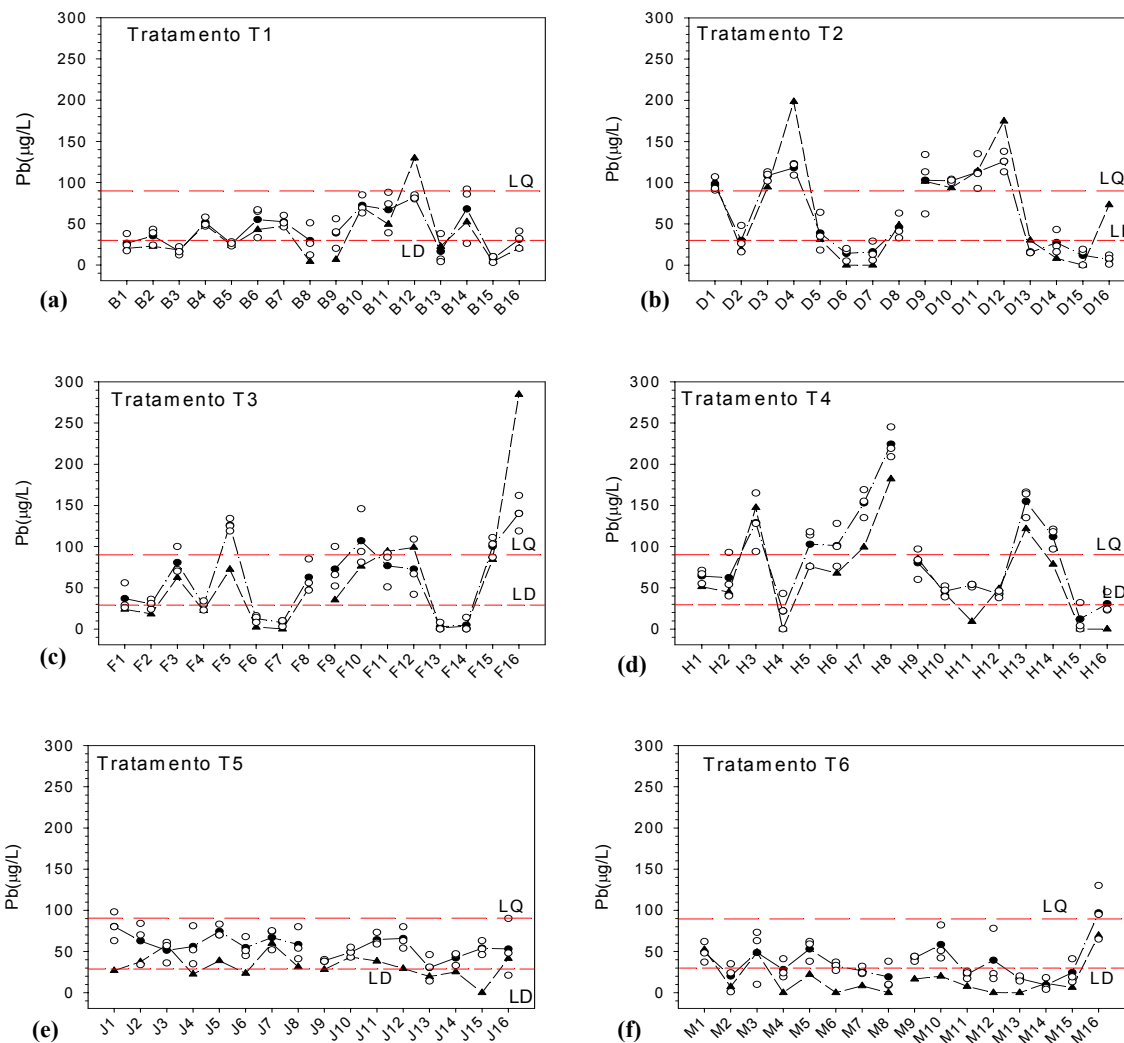 Tratamento T1
300
250
200
150
100
50
0
Pb(µg/L)
LQ
LD
B1 B2 B3 B4 B5 B6 B7 B8 B9 B10 B11 B12 B13 B14 B15 B16
(a)
Tratamento T2
300
250
200
150
100
50
0
Pb(µg/L)
LQ
LD
D1 D2 D3 D4 D5 D6 D7 D8 D9 D10 D11 D12 D13 D14 D15 D16
(b)
Tratamento T3
300
250
200
150
100
50
0
Pb(µg/L)
LQ
LD
F1 F2 F3 F4 F5 F6 F7 F8 F9 F10 F11 F12 F13 F14 F15 F16
(c)
Tratamento T4
300
250
200
150
100
50
0
Pb(µg/L)
LQ
LD
H1 H2 H3 H4 H5 H6 H7 H8 H9 H10 H11 H12 H13 H14 H15 H16
(d)
Tratamento T5
300
250
200
150
100
50
0
Pb(µg/L)
LQ
LD
LD
J1 J2 J3 J4 J5 J6 J7 J8 J9 J10 J11 J12 J13 J14 J15 J16
(e)
Tratamento T6
300
250
200
150
100
50
0
Pb(µg/L)
LQ
LD
M1 M2 M3 M4 M5 M6 M7 M8 M9 M10 M11 M12 M13 M14 M15 M16
(f)